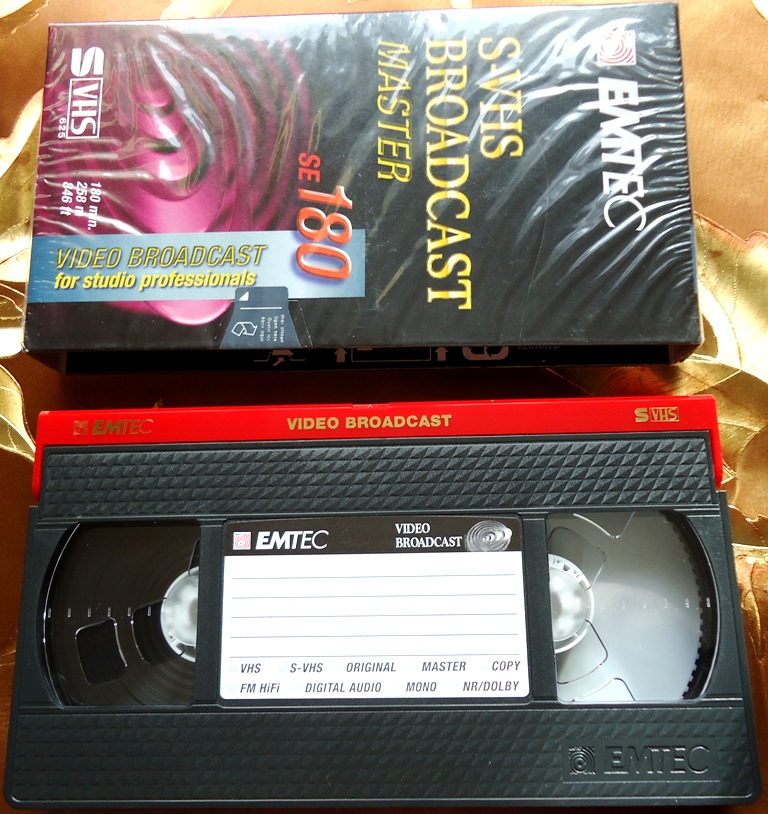 EMTEC
S-VHS
BROADCAST
MASTER
SE 180
S VHS
625
180 min.
258 m
846 ft
VIDEO BROADCAST
for studio professionals
Open here
EMTEC
VIDEO BROADCAST
S VHS
EMTEC
VIDEO
BROADCAST
VHS S-VHS ORIGINAL MASTER COPY
FM HiFi DIGITAL AUDIO MONO NR/DOLBY
EMTEC